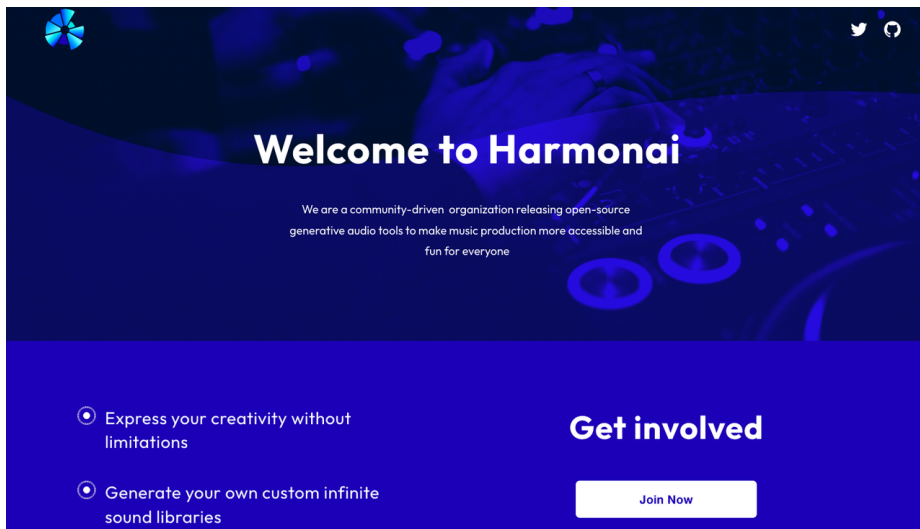 Welcome to Harmonai
We are a community-driven organization releasing open-source
generative audio tools to make music production more accessible and
fun for everyone
Express your creativity without
limitations
Generate your own custom infinite
sound libraries
Get involved
Join Now